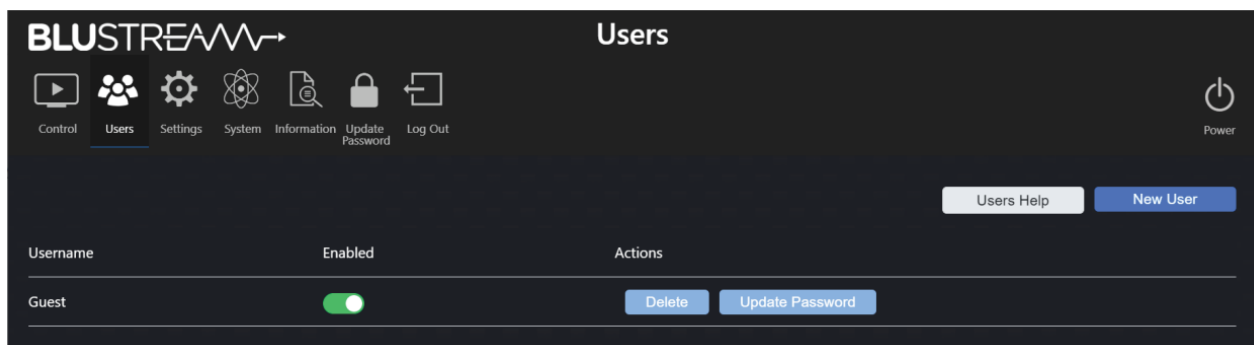 BLUSTREAM
Users
Control
Users
Settings
System
Information
Update
Password
Log Out
Power
Users Help
New User
Username
Enabled
Actions
Guest
Delete
Update Password